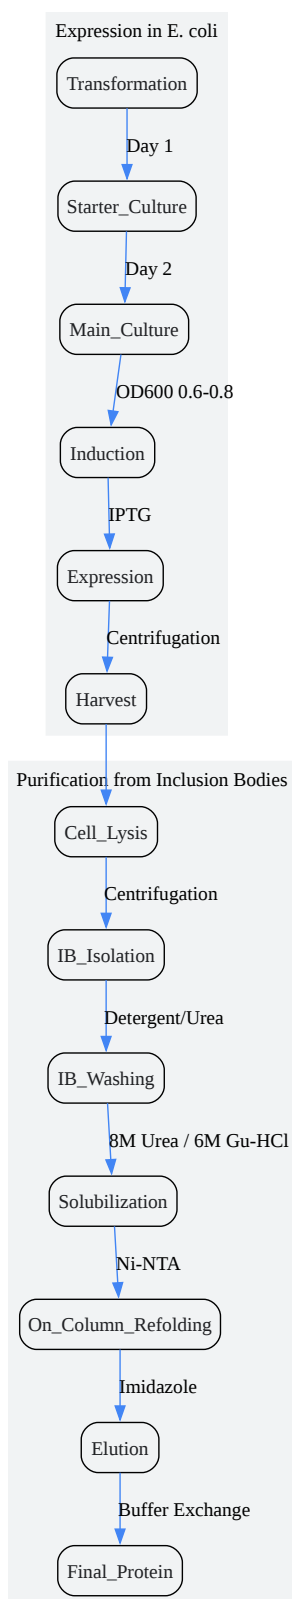 Expression in E. coli
Transformation
Day 1
Starter_Culture
Day 2
Main_Culture
OD600 0.6-0.8
Induction
IPTG
Expression
Centrifugation
Harvest
Purification from Inclusion Bodies
Cell_Lysis
Centrifugation
IB_Isolation
Detergent/Urea
IB_Washing
8M Urea / 6M Gu-HCl
Solubilization
Ni-NTA
On_Column_Refolding
Imidazole
Elution
Buffer Exchange
Final_Protein